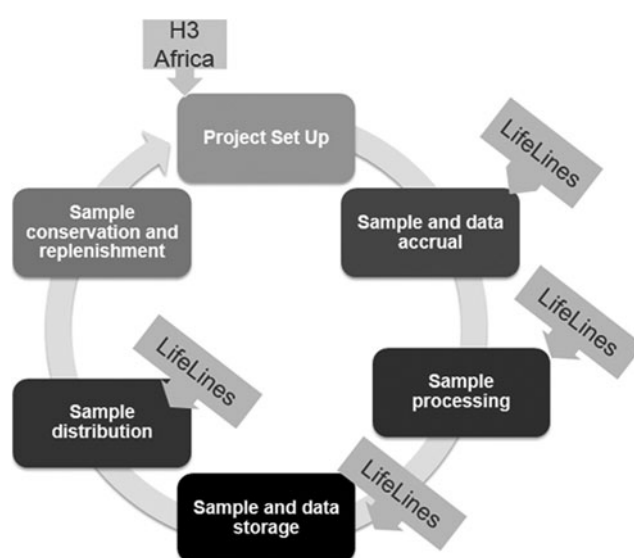 H3
Africa
Project Set Up
LifeLines
Sample and data
accrual
LifeLines
Sample
processing
LifeLines
Sample and data
storage
LifeLines
Sample
distribution
Sample
conservation and
replenishment